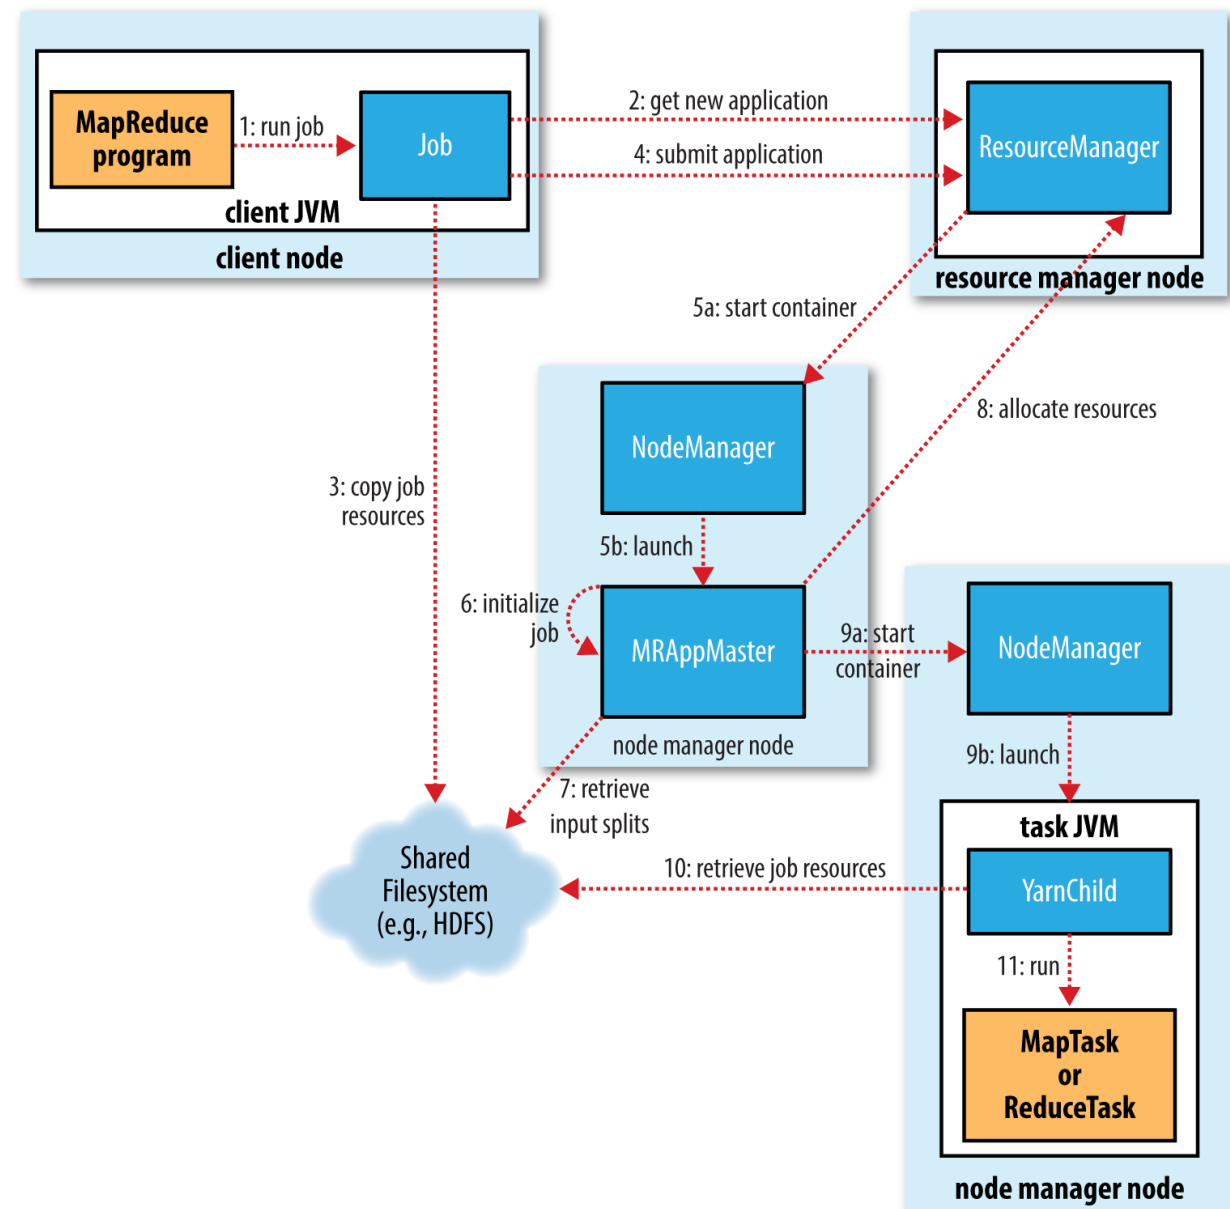 MapReduce
program
1: run job
Job
client JVM
client node
2: get new application
4: submit application
ResourceManager
resource manager node
5a: start container
8: allocate resources
3: copy job
resources
NodeManager
5b: launch
6: initialize
job
MRAppMaster
node manager node
9a: start
container
NodeManager
9b: launch
7: retrieve
input splits
task JVM
Shared
Filesystem
(e.g., HDFS)
10: retrieve job resources
YarnChild
11: run
MapTask
or
ReduceTask
node manager node